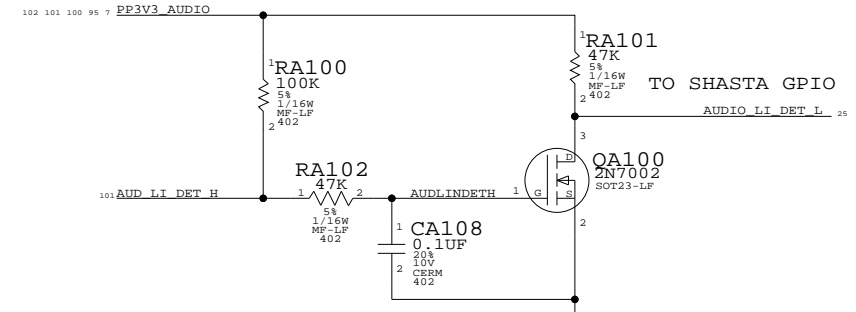 102 101 100 95 7 PP3V3_AUDIO
1
RA100
100K
5%
1/16W
MF-LF
402
2
1
RA101
47K
5%
1/16W
MF-LF
402
2
TO SHASTA GPIO
AUDIO_LI_DET_L 25
3
D
QA100
2N7002
SOT23-LF
1 G
S
2
101 AUD_LI_DET_H
RA102
47K
1 2
5%
1/16W
MF-LF
402
AUDLINDETH
1
CA108
0.1UF
20%
10V
CERM
402
2